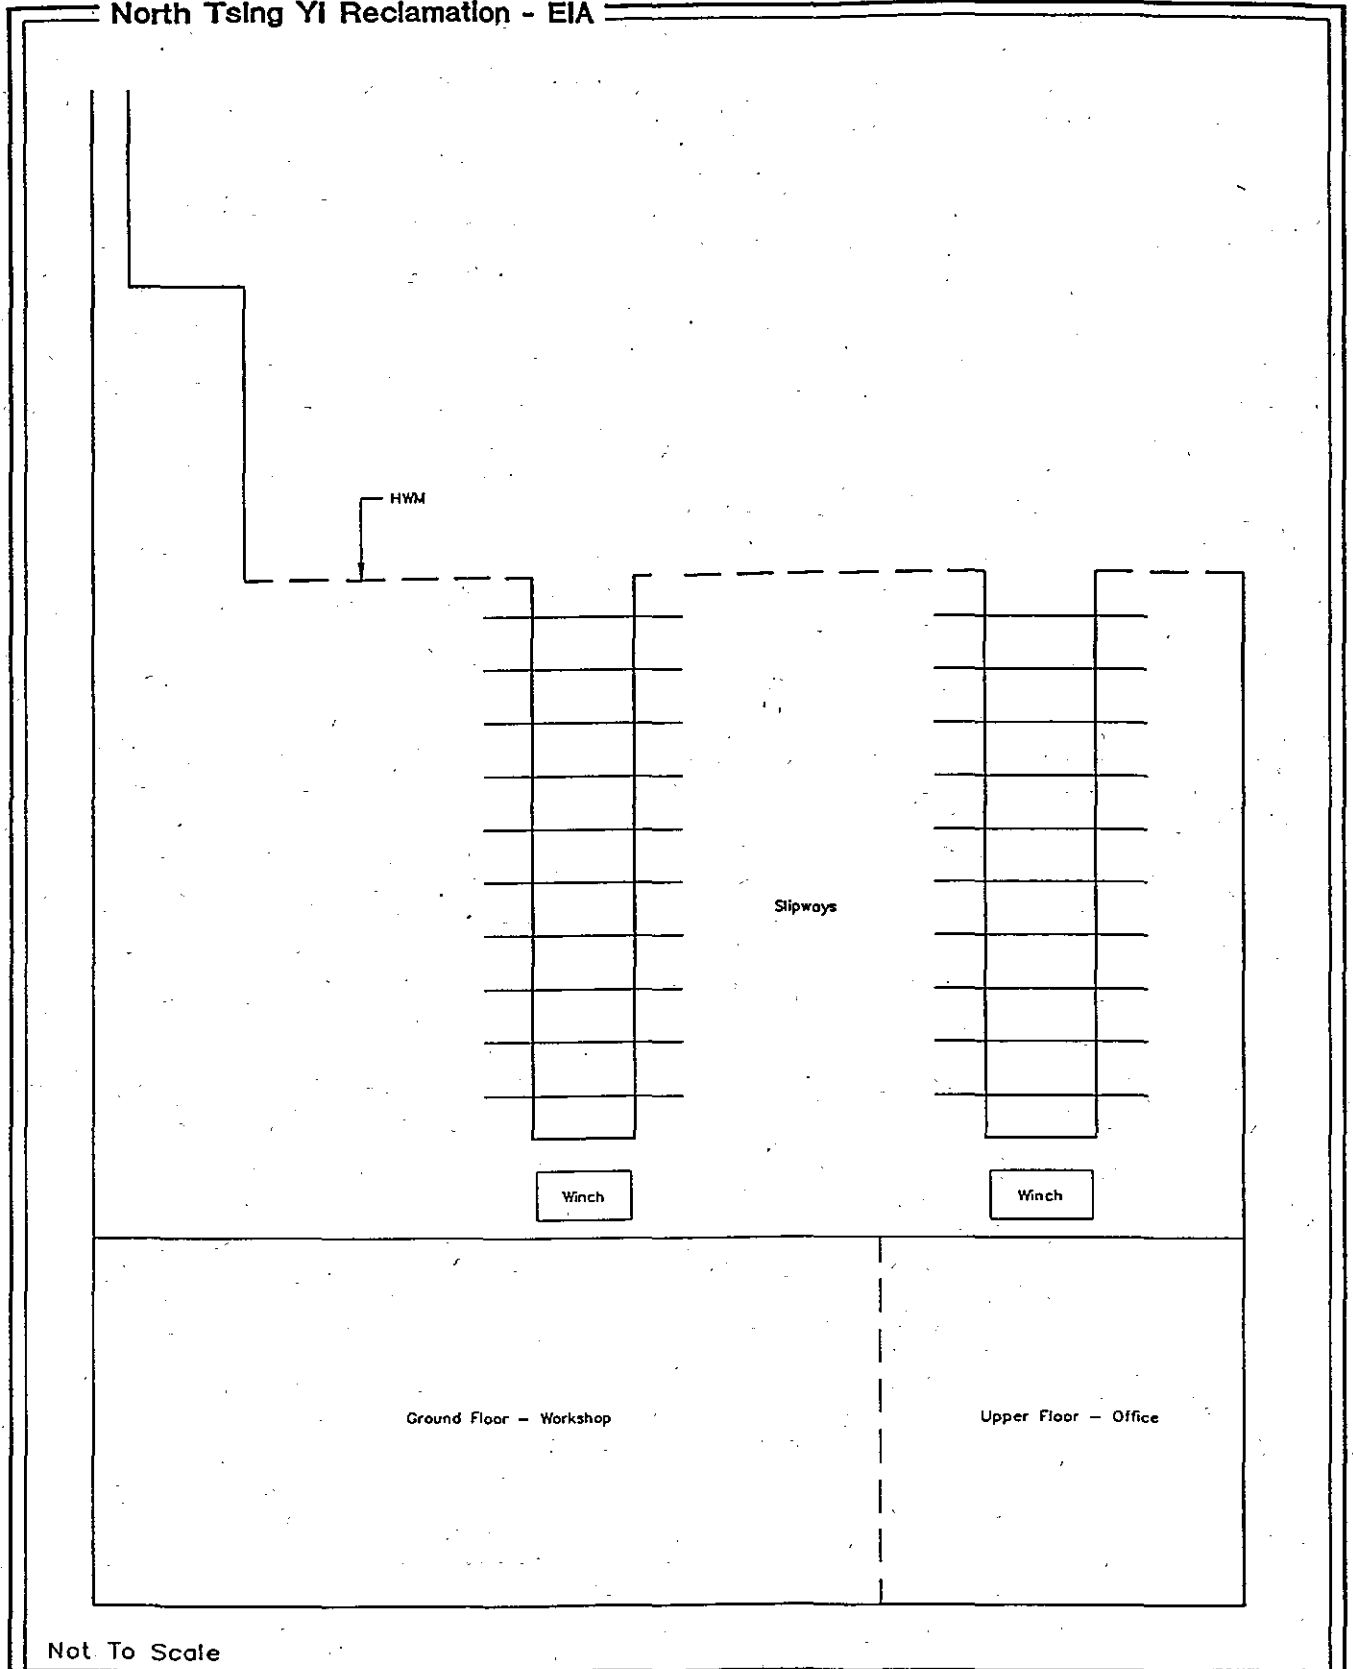 North Tsing Yi Reclamation - EIA
HWM
Slipways
Winch
Winch
Ground Floor - Workshop
Upper Floor - Office
Not To Scale